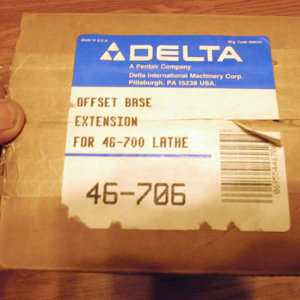 Made in U.S.A.
DELTA
A Pentair Company
Delta International Machinery Corp.
Pittsburgh, PA 15238 USA.
OFFSET BASE
EXTENSION
FOR 46-700 LATHE
46-706